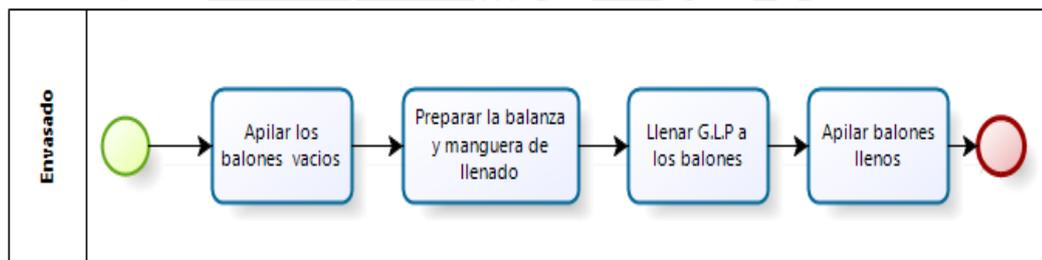 Envasado
Apilar los
balones vacios
Preparar la balanza
y manguera de
llenado
Llenar G.L.P a
los balones
Apilar balones
llenos